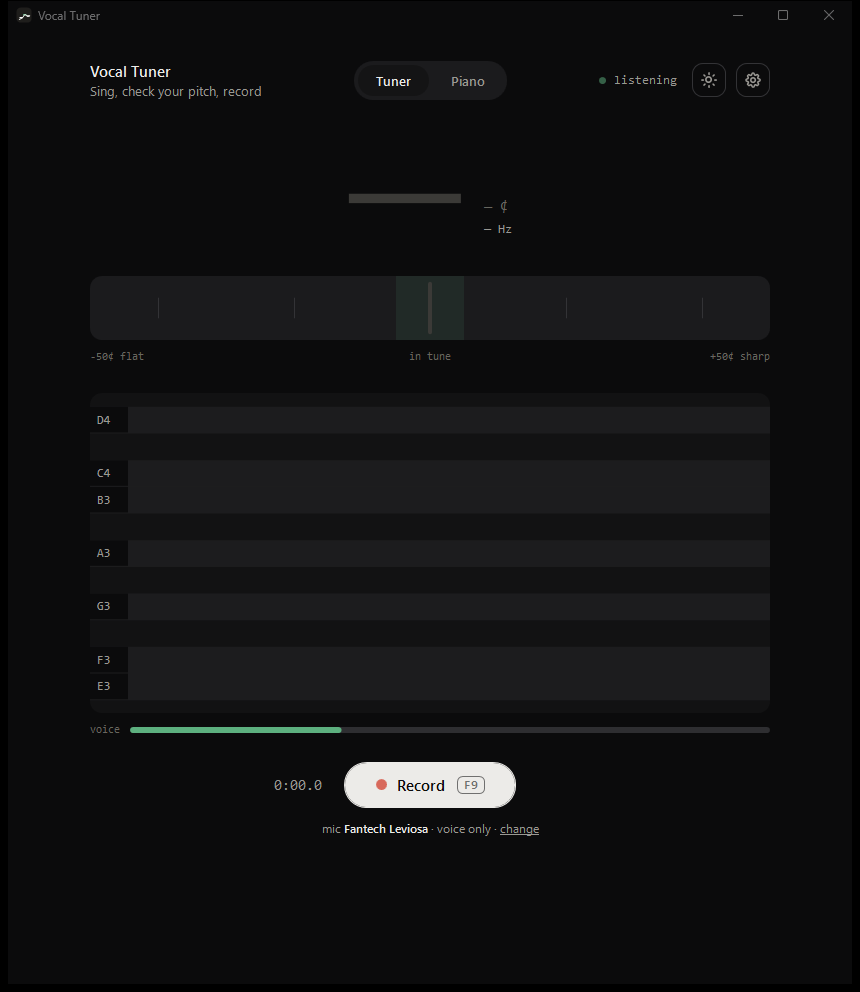 Vocal Tuner
Vocal Tuner
Sing, check your pitch, record
Tuner
Piano
listening
— ¢
— Hz
-50¢ flat
in tune
+50¢ sharp
D4
C4
B3
A3
G3
F3
E3
voice
0:00.0
Record
F9
mic Fantech Leviosa · voice only · change